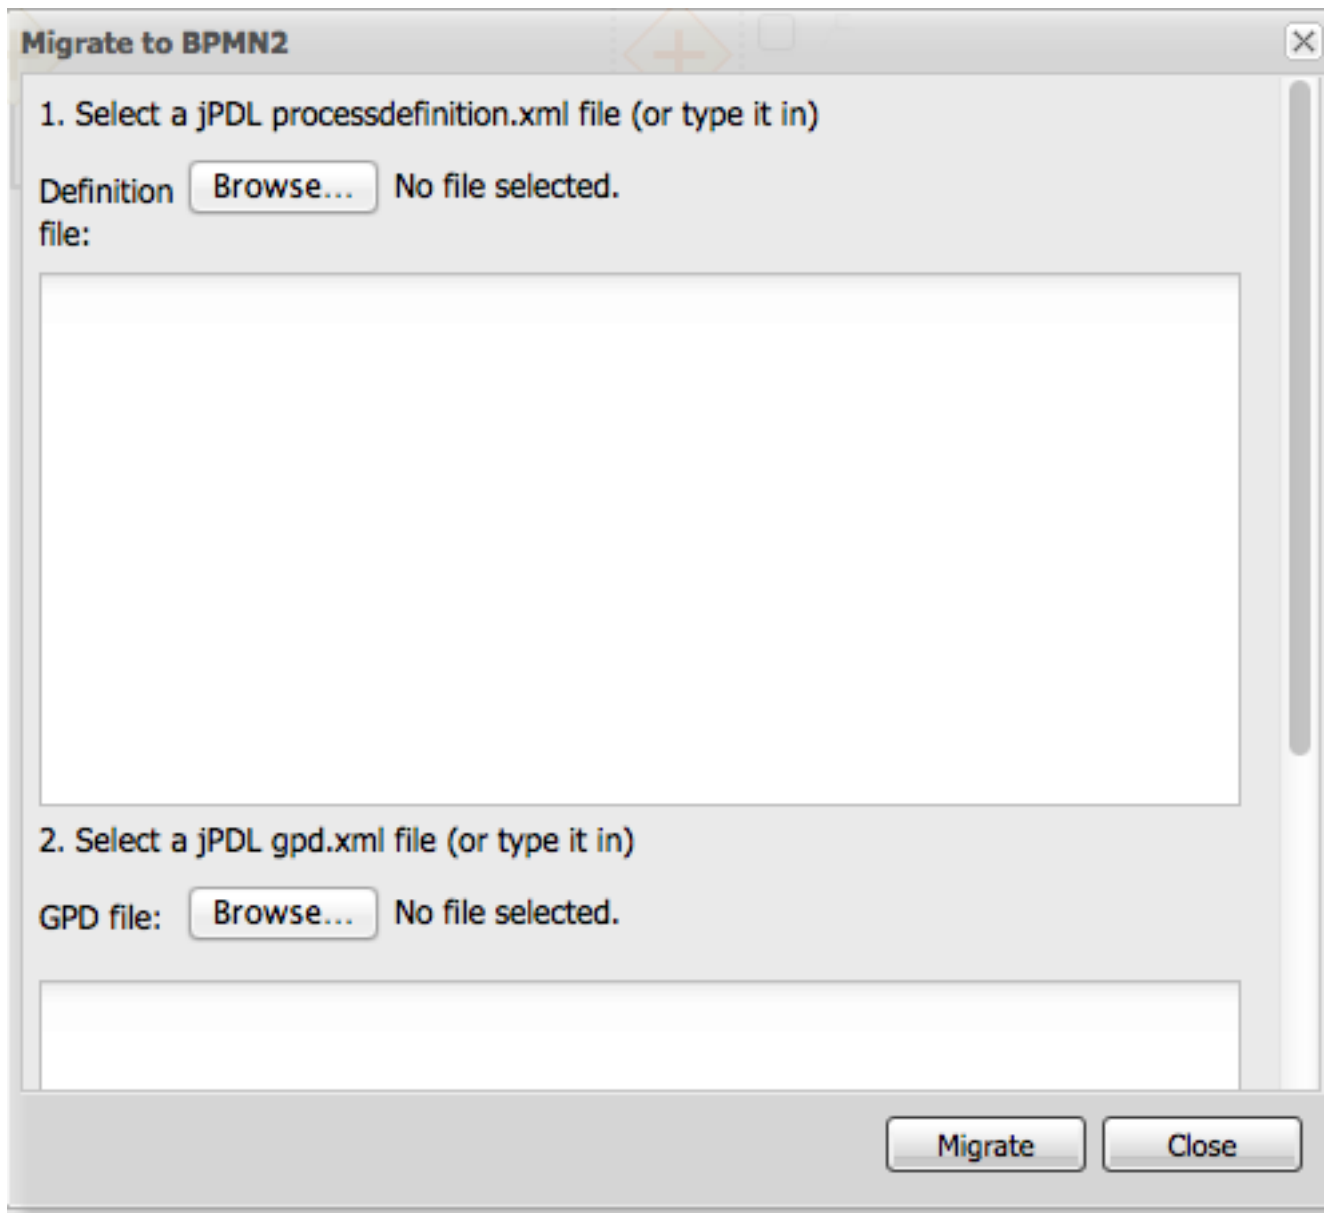 Migrate to BPMN2
1. Select a jPDL processdefinition.xml file (or type it in)
Definition file:
Browse...
No file selected.
2. Select a jPDL gpd.xml file (or type it in)
GPD file:
Browse...
No file selected.
Migrate
Close